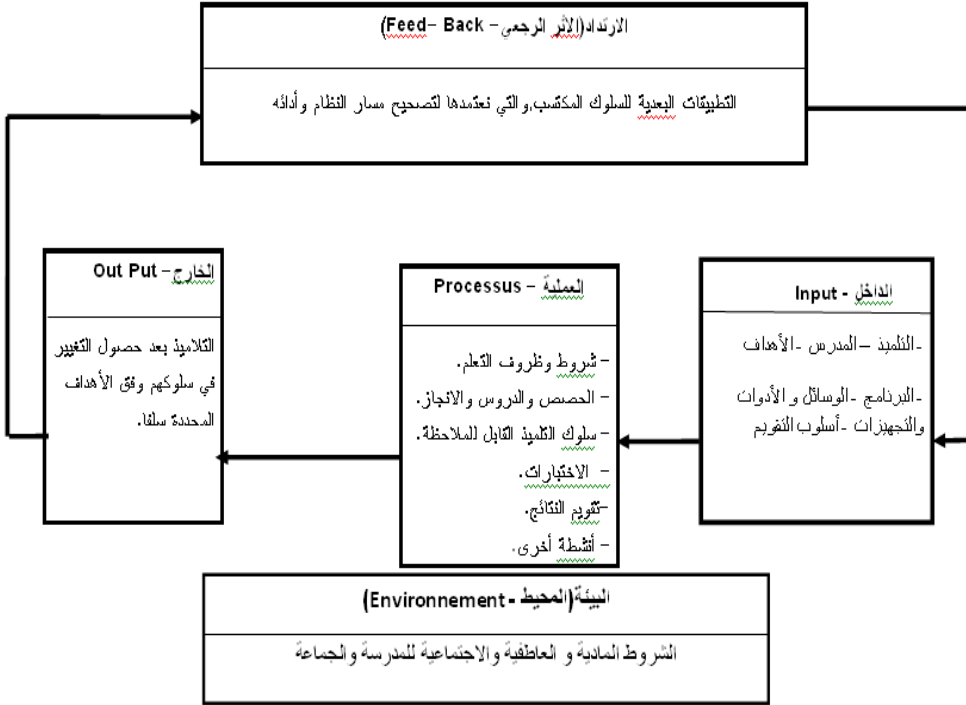 الارتداد(الأثر الرجعي – Feed- Back)
التطبيقات البعدية للسلوك المكتسب،والتي نعتمدها لتصحيح مسار النظام وأدائه
الداخل - Input
-التلميذ –المدرس -الأهداف
-البرنامج -الوسائل و الأدوات
والتجهيزات -أسلوب التقويم
العملية – Processus
– شروط وظروف التعلم.
– الحصص والدروس والانجاز.
– سلوك التلميذ القابل للملاحظة.
– الاختبارات.
–تقويم النتائج.
– أنشطة أخرى.
الخارج– Out Put
التلاميذ بعد حصول التغيير
في سلوكهم وفق الأهداف
المحددة سلفا.
البيئة(المحيط - Environnement)
الشروط المادية و العاطفية والاجتماعية للمدرسة والجماعة